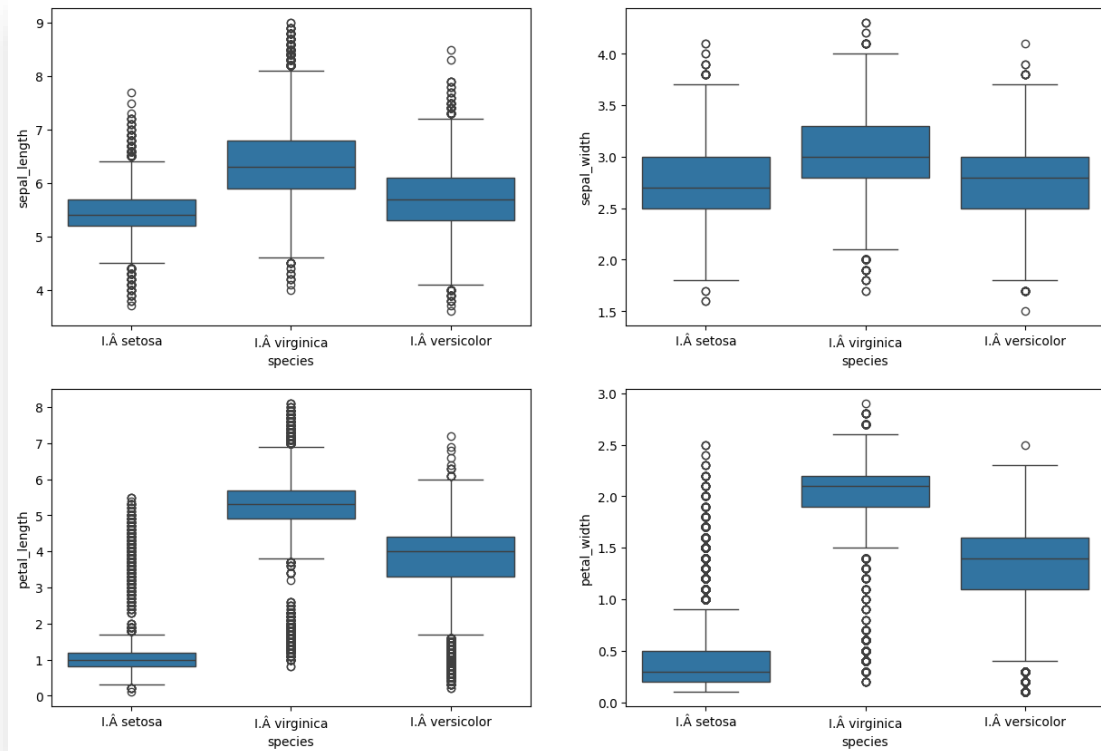 sepal_length
9
8
7
6
5
4
I.Â setosa
I.Â virginica
I.Â versicolor
species
sepal_width
4.0
3.5
3.0
2.5
2.0
1.5
I.Â setosa
I.Â virginica
I.Â versicolor
species
petal_length
8
7
6
5
4
3
2
1
0
I.Â setosa
I.Â virginica
I.Â versicolor
species
petal_width
3.0
2.5
2.0
1.5
1.0
0.5
0.0
I.Â setosa
I.Â virginica
I.Â versicolor
species